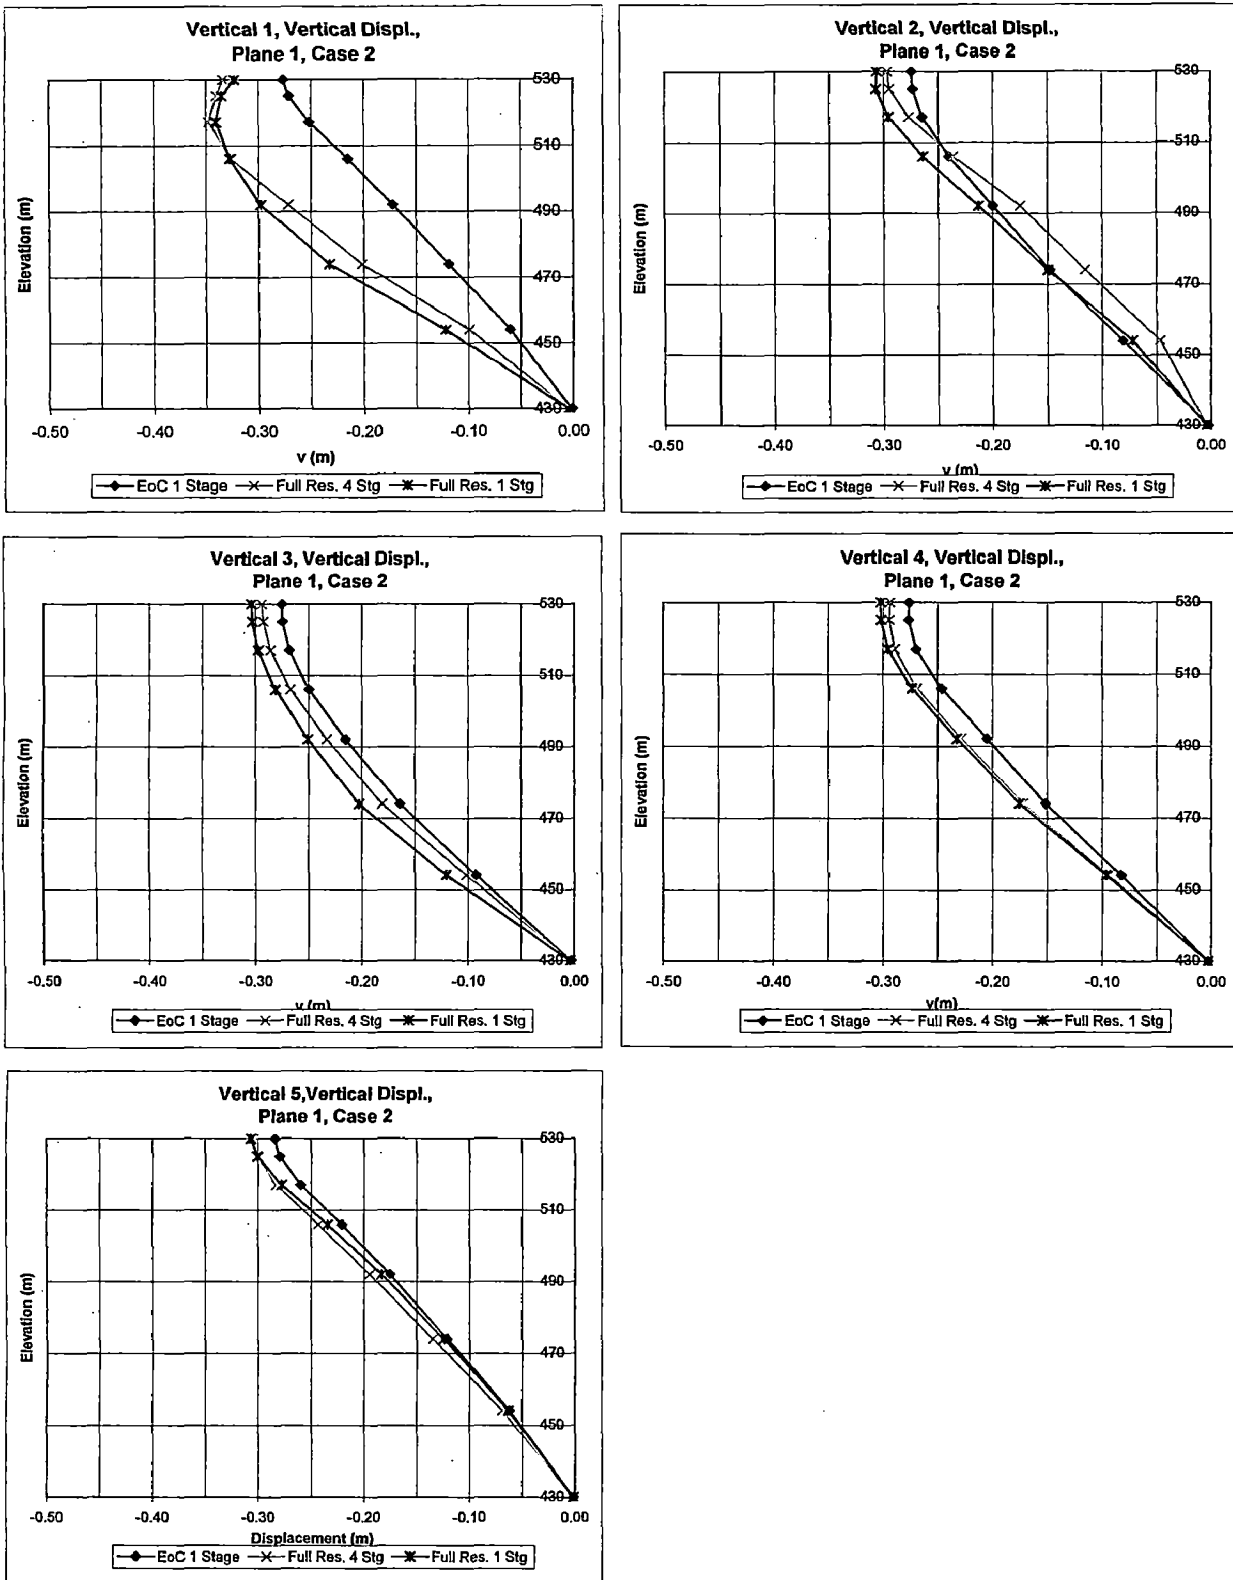 Vertical 1, Vertical Displ.,
Plane 1, Case 2
Elevation (m)
530
510
490
470
450
430
-0.50
-0.40
-0.30
-0.20
-0.10
0.00
v (m)
EoC 1 Stage
Full Res. 4 Stg
Full Res. 1 Stg
Vertical 2, Vertical Displ.,
Plane 1, Case 2
Elevation (m)
530
510
490
470
450
430
-0.50
-0.40
-0.30
-0.20
-0.10
0.00
v (m)
EoC 1 Stage
Full Res. 4 Stg
Full Res. 1 Stg
Vertical 3, Vertical Displ.,
Plane 1, Case 2
Elevation (m)
530
510
490
470
450
430
-0.50
-0.40
-0.30
-0.20
-0.10
0.00
v (m)
EoC 1 Stage
Full Res. 4 Stg
Full Res. 1 Stg
Vertical 4, Vertical Displ.,
Plane 1, Case 2
Elevation (m)
530
510
490
470
450
430
-0.50
-0.40
-0.30
-0.20
-0.10
0.00
v(m)
EoC 1 Stage
Full Res. 4 Stg
Full Res. 1 Stg
Vertical 5,Vertical Displ.,
Plane 1, Case 2
Elevation (m)
530
510
490
470
450
430
-0.50
-0.40
-0.30
-0.20
-0.10
0.00
Displacement (m)
EoC 1 Stage
Full Res. 4 Stg
Full Res. 1 Stg